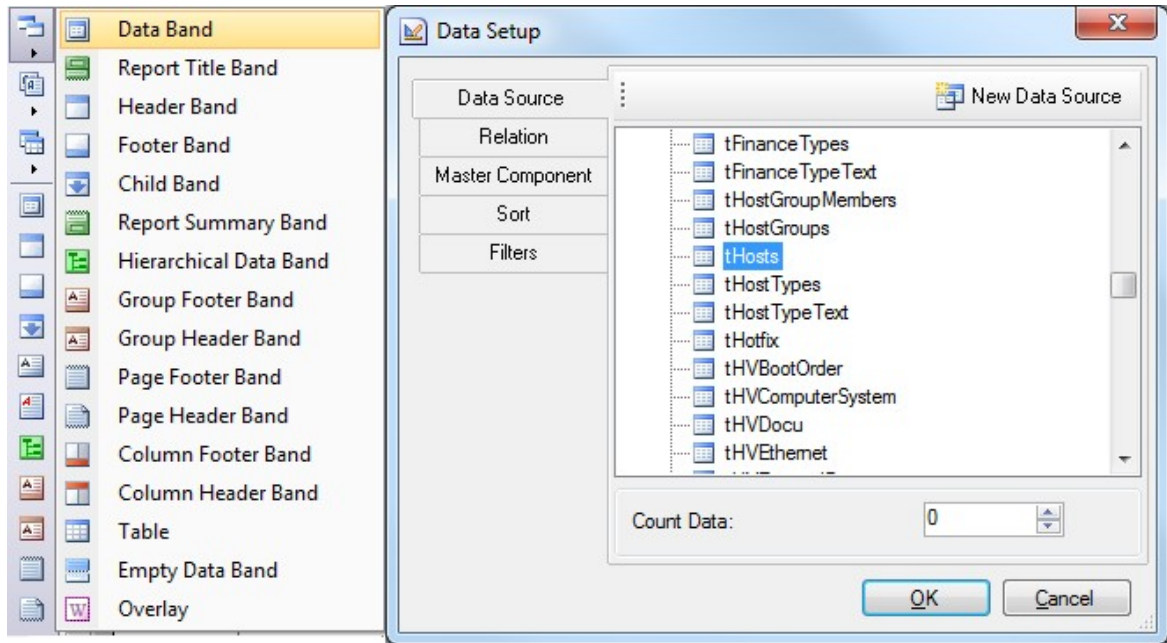 Data Band
Report Title Band
Header Band
Footer Band
Child Band
Report Summary Band
Hierarchical Data Band
Group Footer Band
Group Header Band
Page Footer Band
Page Header Band
Column Footer Band
Column Header Band
Table
Empty Data Band
Overlay
Data Setup
Data Source
Relation
Master Component
Sort
Filters
New Data Source
tFinanceTypes
tFinanceTypeText
tHostGroupMembers
tHostGroups
tHosts
tHostTypes
tHostTypeText
tHotfix
tHVBootOrder
tHVComputerSystem
tHVDocu
tHVEthernet
Count Data:
0
OK
Cancel